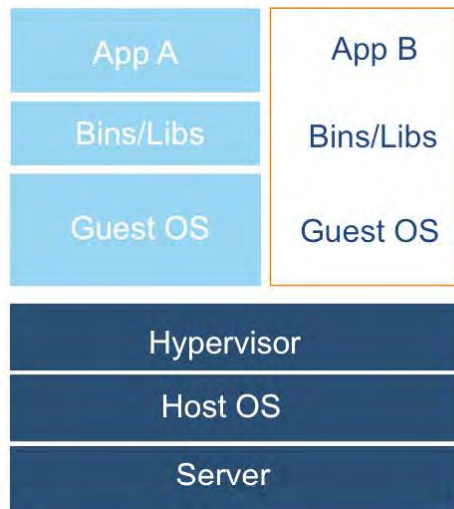 App A
Bins/Libs
Guest OS
App B
Bins/Libs
Guest OS
Hypervisor
Host OS
Server